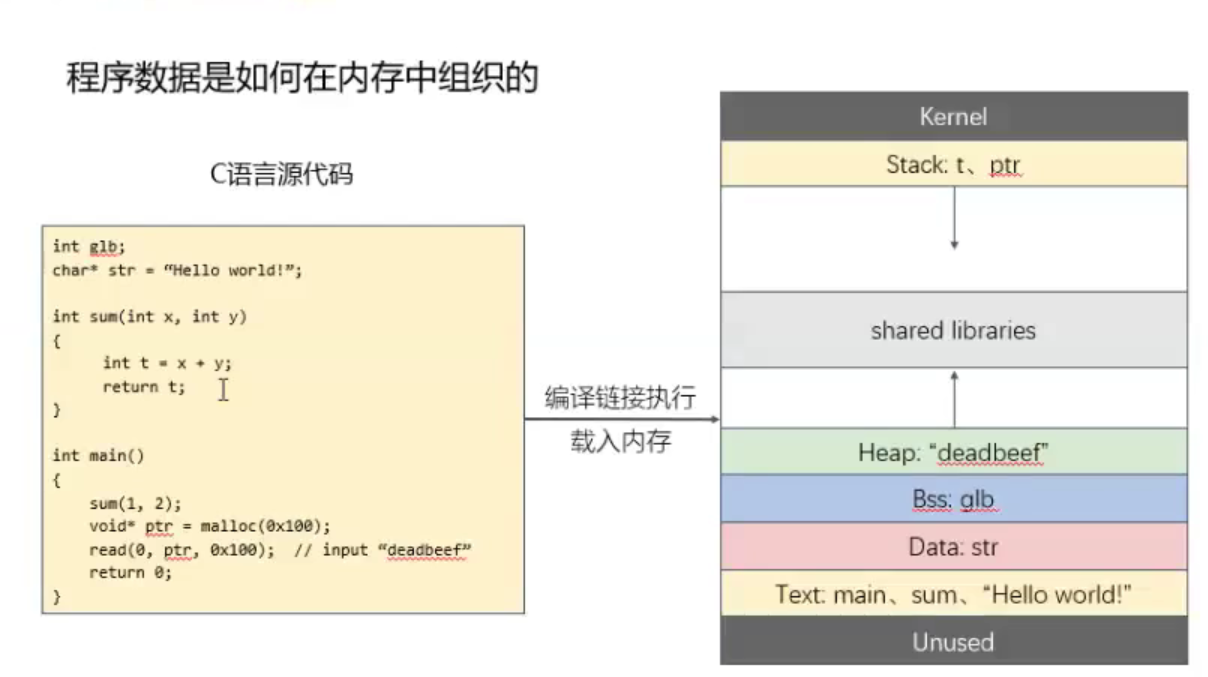 程序数据是如何在内存中组织的
C语言源代码
int glb;
char* str = “Hello world!”;
int sum(int x, int y)
{
int t = x + y;
return t;
}
int main()
{
sum(1, 2);
void* ptr = malloc(0x100);
read(0, ptr, 0x100);  // input “deadbeef”
return 0;
}
编译链接执行
载入内存
Kernel
Stack: t、ptr
shared libraries
Heap: “deadbeef”
Bss: glb
Data: str
Text: main、sum、“Hello world!”
Unused